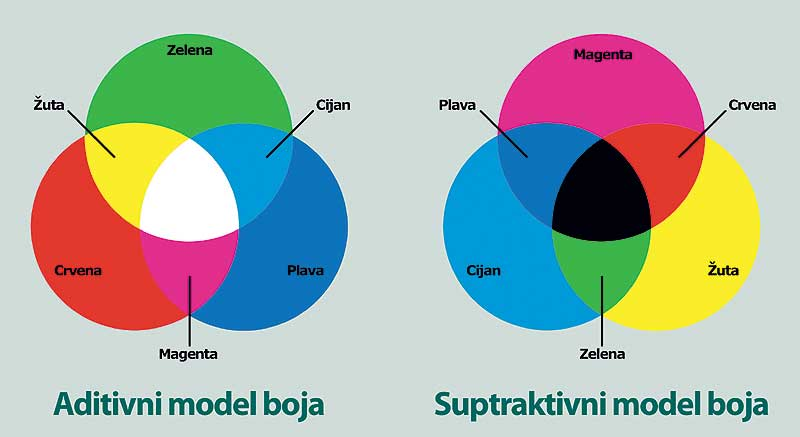 Zelena
Žuta
Cijan
Crvena
Plava
Magenta
Aditivni model boja
Magenta
Plava
Crvena
Cijan
Žuta
Zelena
Suptraktivni model boja